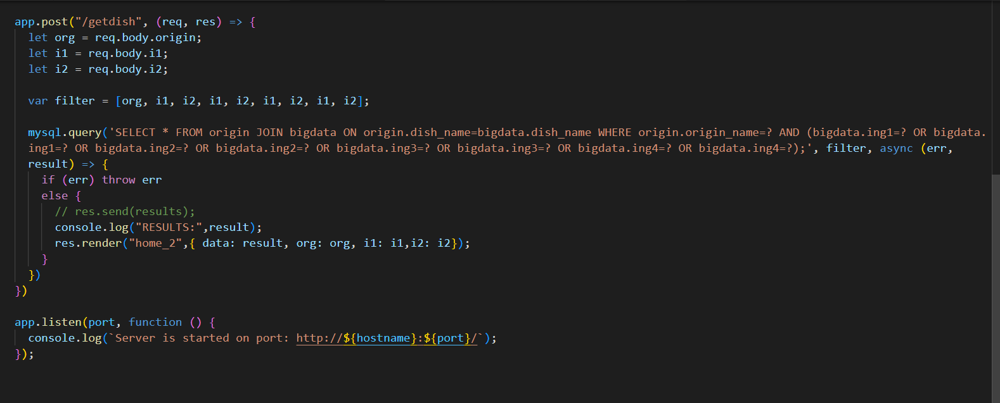 app.post("/getdish", (req, res) => {
let org = req.body.origin;
let i1 = req.body.i1;
let i2 = req.body.i2;
var filter = [org, i1, i2, i1, i2, i1, i2, i1, i2];
mysql.query('SELECT * FROM origin JOIN bigdata ON origin.dish_name=bigdata.dish_name WHERE origin.origin_name=? AND (bigdata.ing1=? OR bigdata.
ing1=? OR bigdata.ing2=? OR bigdata.ing2=? OR bigdata.ing3=? OR bigdata.ing3=? OR bigdata.ing4=? OR bigdata.ing4=?);', filter, async (err,
result) => {
if (err) throw err
else {
// res.send(results);
console.log("RESULTS:",result);
res.render("home_2",{ data: result, org: org, i1: i1,i2: i2});
}
})
})
app.listen(port, function () {
console.log(`Server is started on port: http://${hostname}:${port}/`);
});